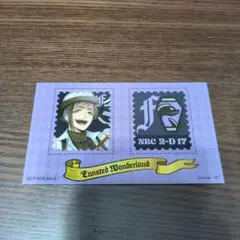 NRC 2-D 17
Twisted Wonderland
NOT FOR SALE